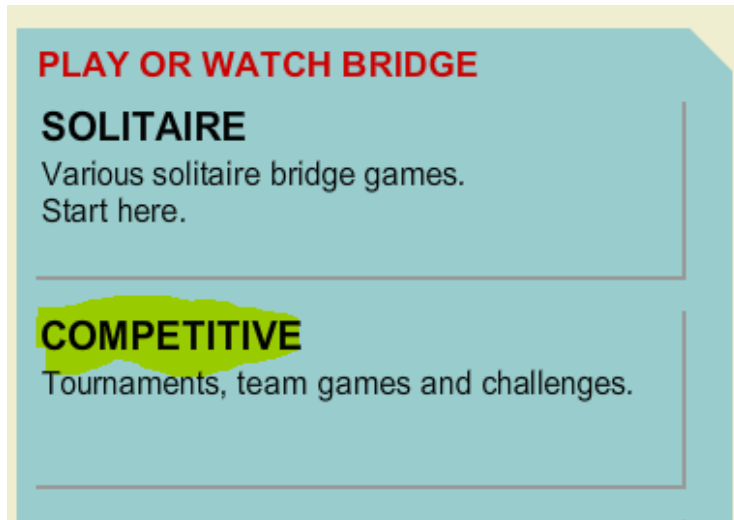 PLAY OR WATCH BRIDGE
SOLITAIRE
Various solitaire bridge games.
Start here.
COMPETITIVE
Tournaments, team games and challenges.